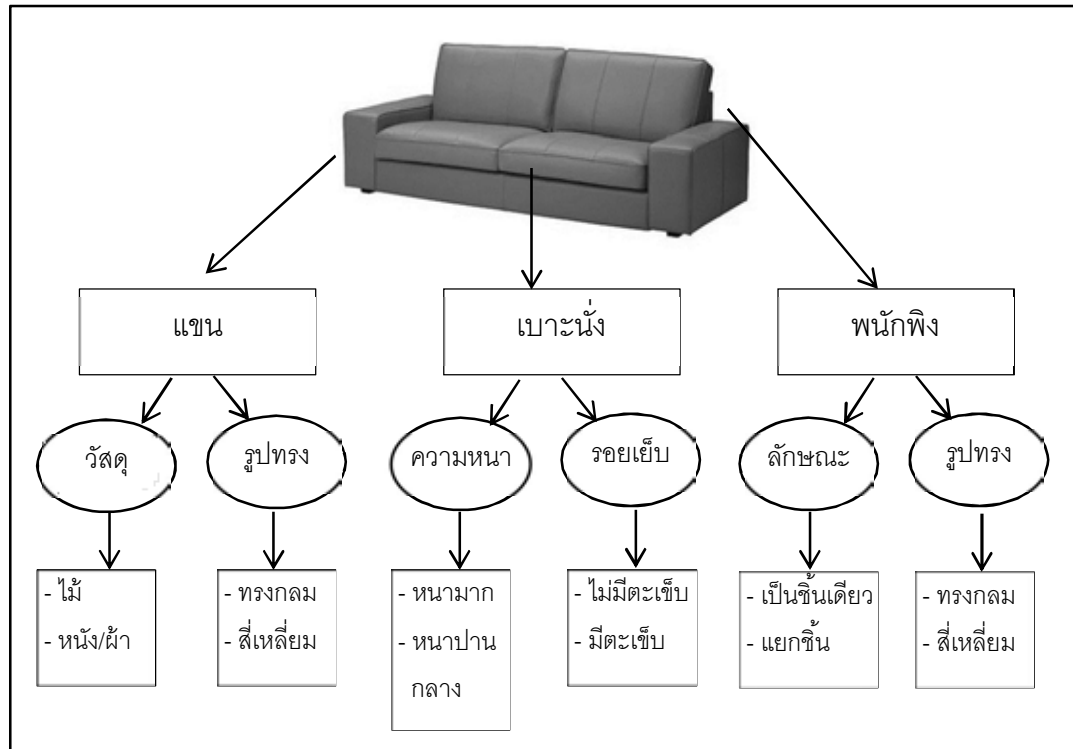 แขน
เบาะนั่ง
พนักพิง
วัสดุ
รูปทรง
ความหนา
รอยเย็บ
ลักษณะ
รูปทรง
- ไม้
- หนัง/ผ้า
- ทรงกลม
- สี่เหลี่ยม
- หนามาก
- หนาปาน
กลาง
- ไม่มีตะเข็บ
- มีตะเข็บ
- เป็นชิ้นเดียว
- แยกชิ้น
- ทรงกลม
- สี่เหลี่ยม